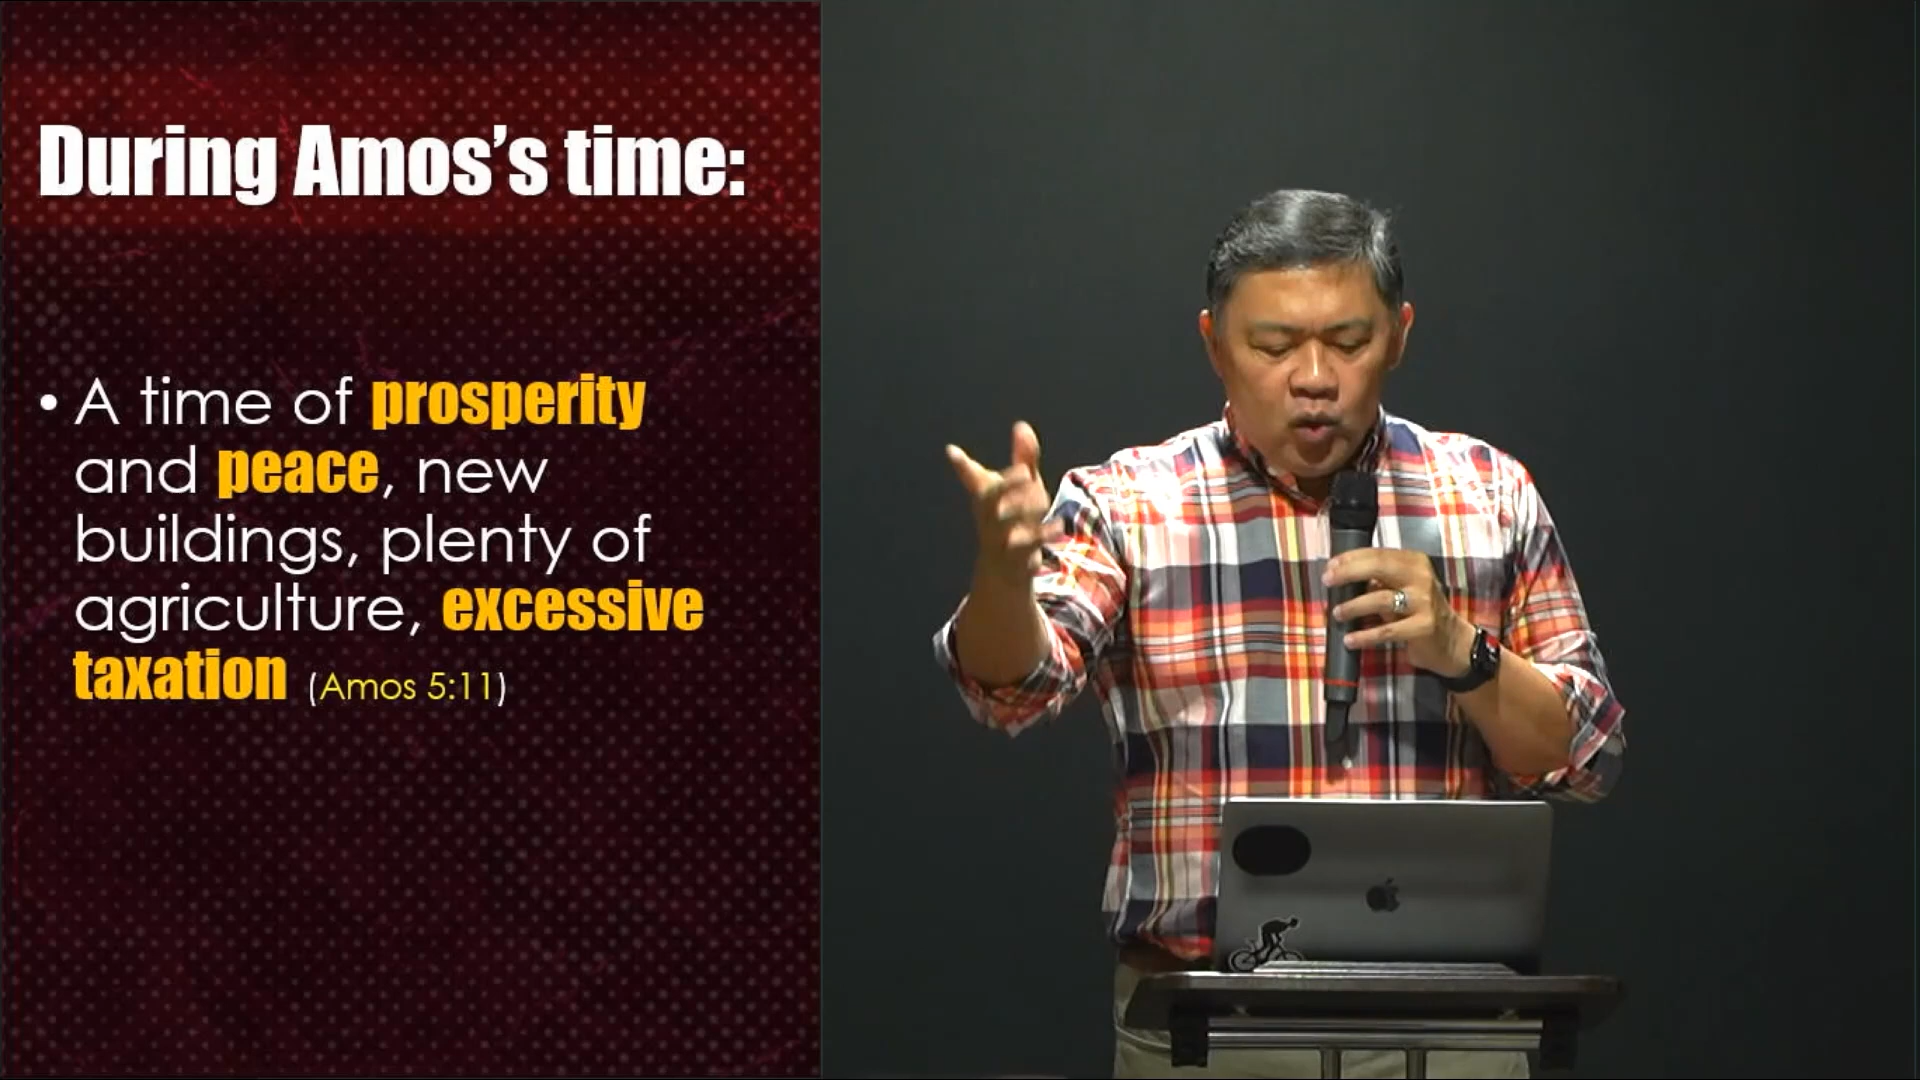 During Amos's time:
• A time of prosperity
and peace, new
buildings, plenty of
agriculture, excessive
taxation (Amos 5:11)